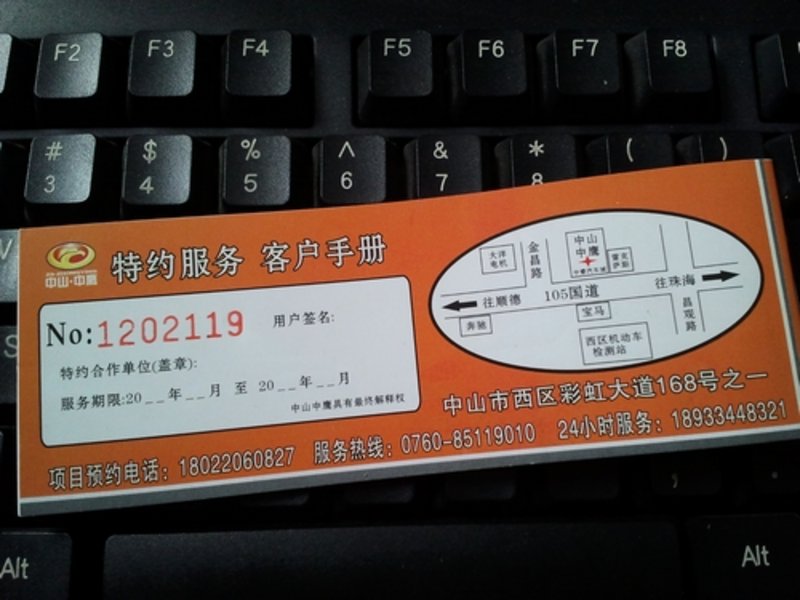 F2 F3 F4 F5 F6 F7 F8
# $ % ^ & * ( )
3 4 5 6 7 8
中山·中鹰
特约服务 客户手册
No:1202119
用户签名:
特约合作单位(盖章):
服务期限:20__年__月 至 20__年__月
中山中鹰具有最终解释权
大洋
电机
金昌路
中山
中鹰
往顺德
105国道
往珠海
奔驰
宝马
昌观路
西区机动车
检测站
中山市西区彩虹大道168号之一
项目预约电话: 18022060827 服务热线: 0760-85119010 24小时服务: 18933448321
Alt Alt